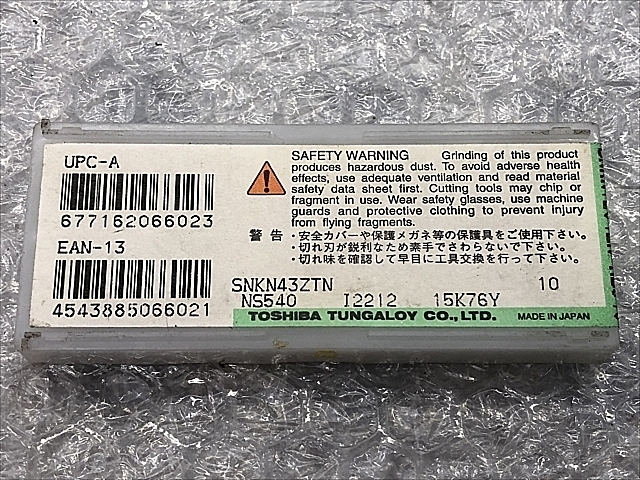 UPC-A
677162066023
EAN-13
4543885066021
SAFETY WARNING Grinding of this product
produces hazardous dust. To avoid adverse health
effects, use adequate ventilation and read material
safety data sheet first. Cutting tools may chip or
fragment in use. Wear safety glasses, use machine
guards and protective clothing to prevent injury
from flying fragments.
警告・安全カバーや保護メガネ等の保護具をご使用下さい。
・切れ刃が鋭利なため素手でさわらないで下さい。
・切れ味を確認して早目に工具交換を行って下さい。
SNKN43ZTN 10
NS540 I2212 15K76Y
TOSHIBA TUNGALOY CO., LTD. MADE IN JAPAN